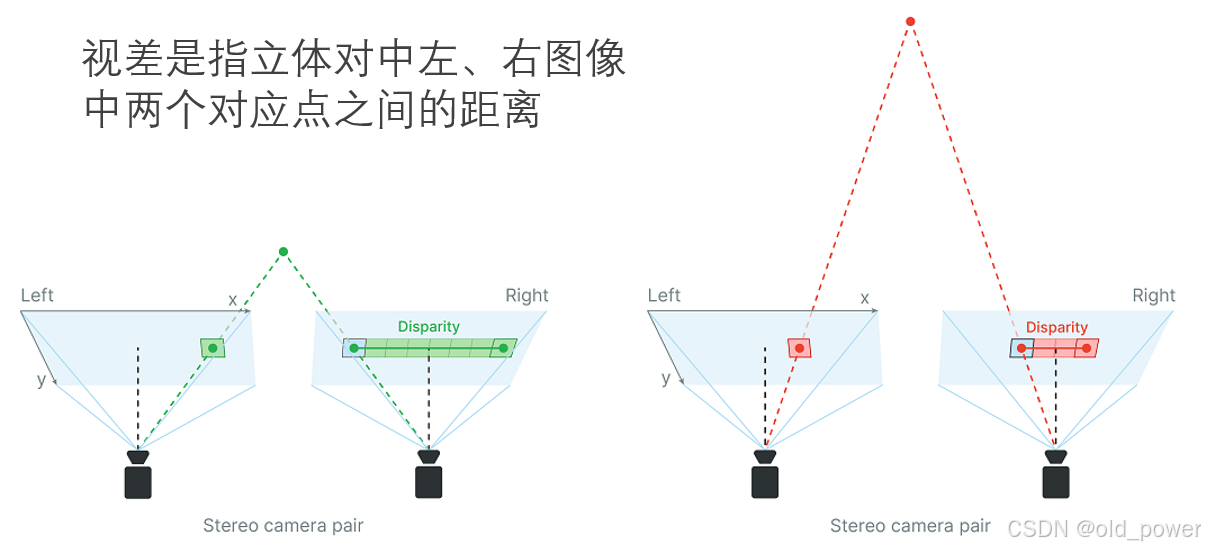 视差是指立体对中左、右图像
中两个对应点之间的距离
Left
x
Right
Disparity
y
Stereo camera pair
Left
x
Right
Disparity
y
Stereo camera pair
CSDN @old_power